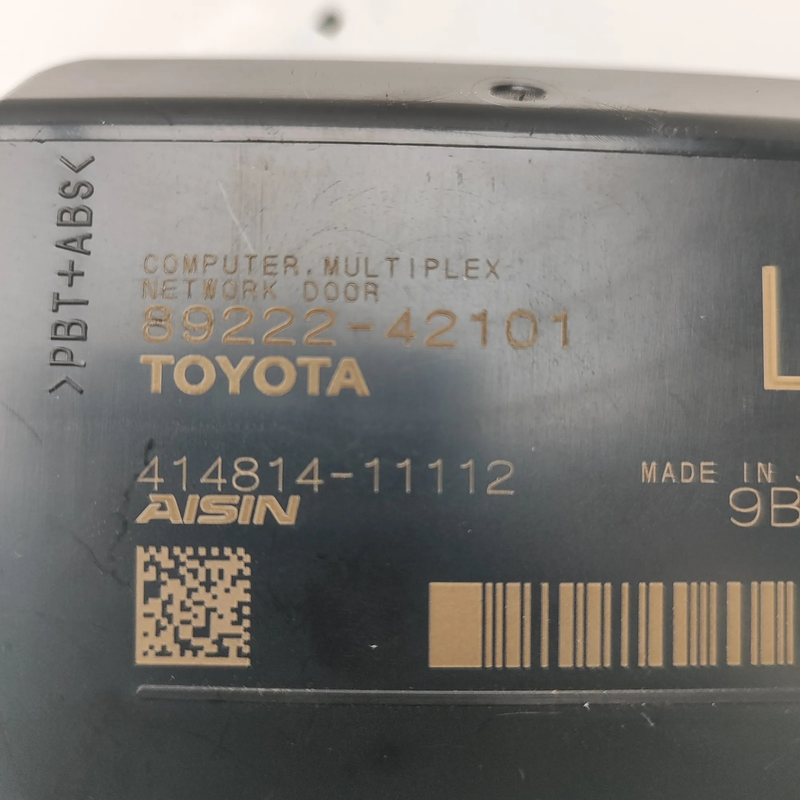 >PBT+ABS<
COMPUTER, MULTIPLEX
NETWORK DOOR
89222-42101
TOYOTA
L
414814-11112
AISIN
MADE IN J
9B